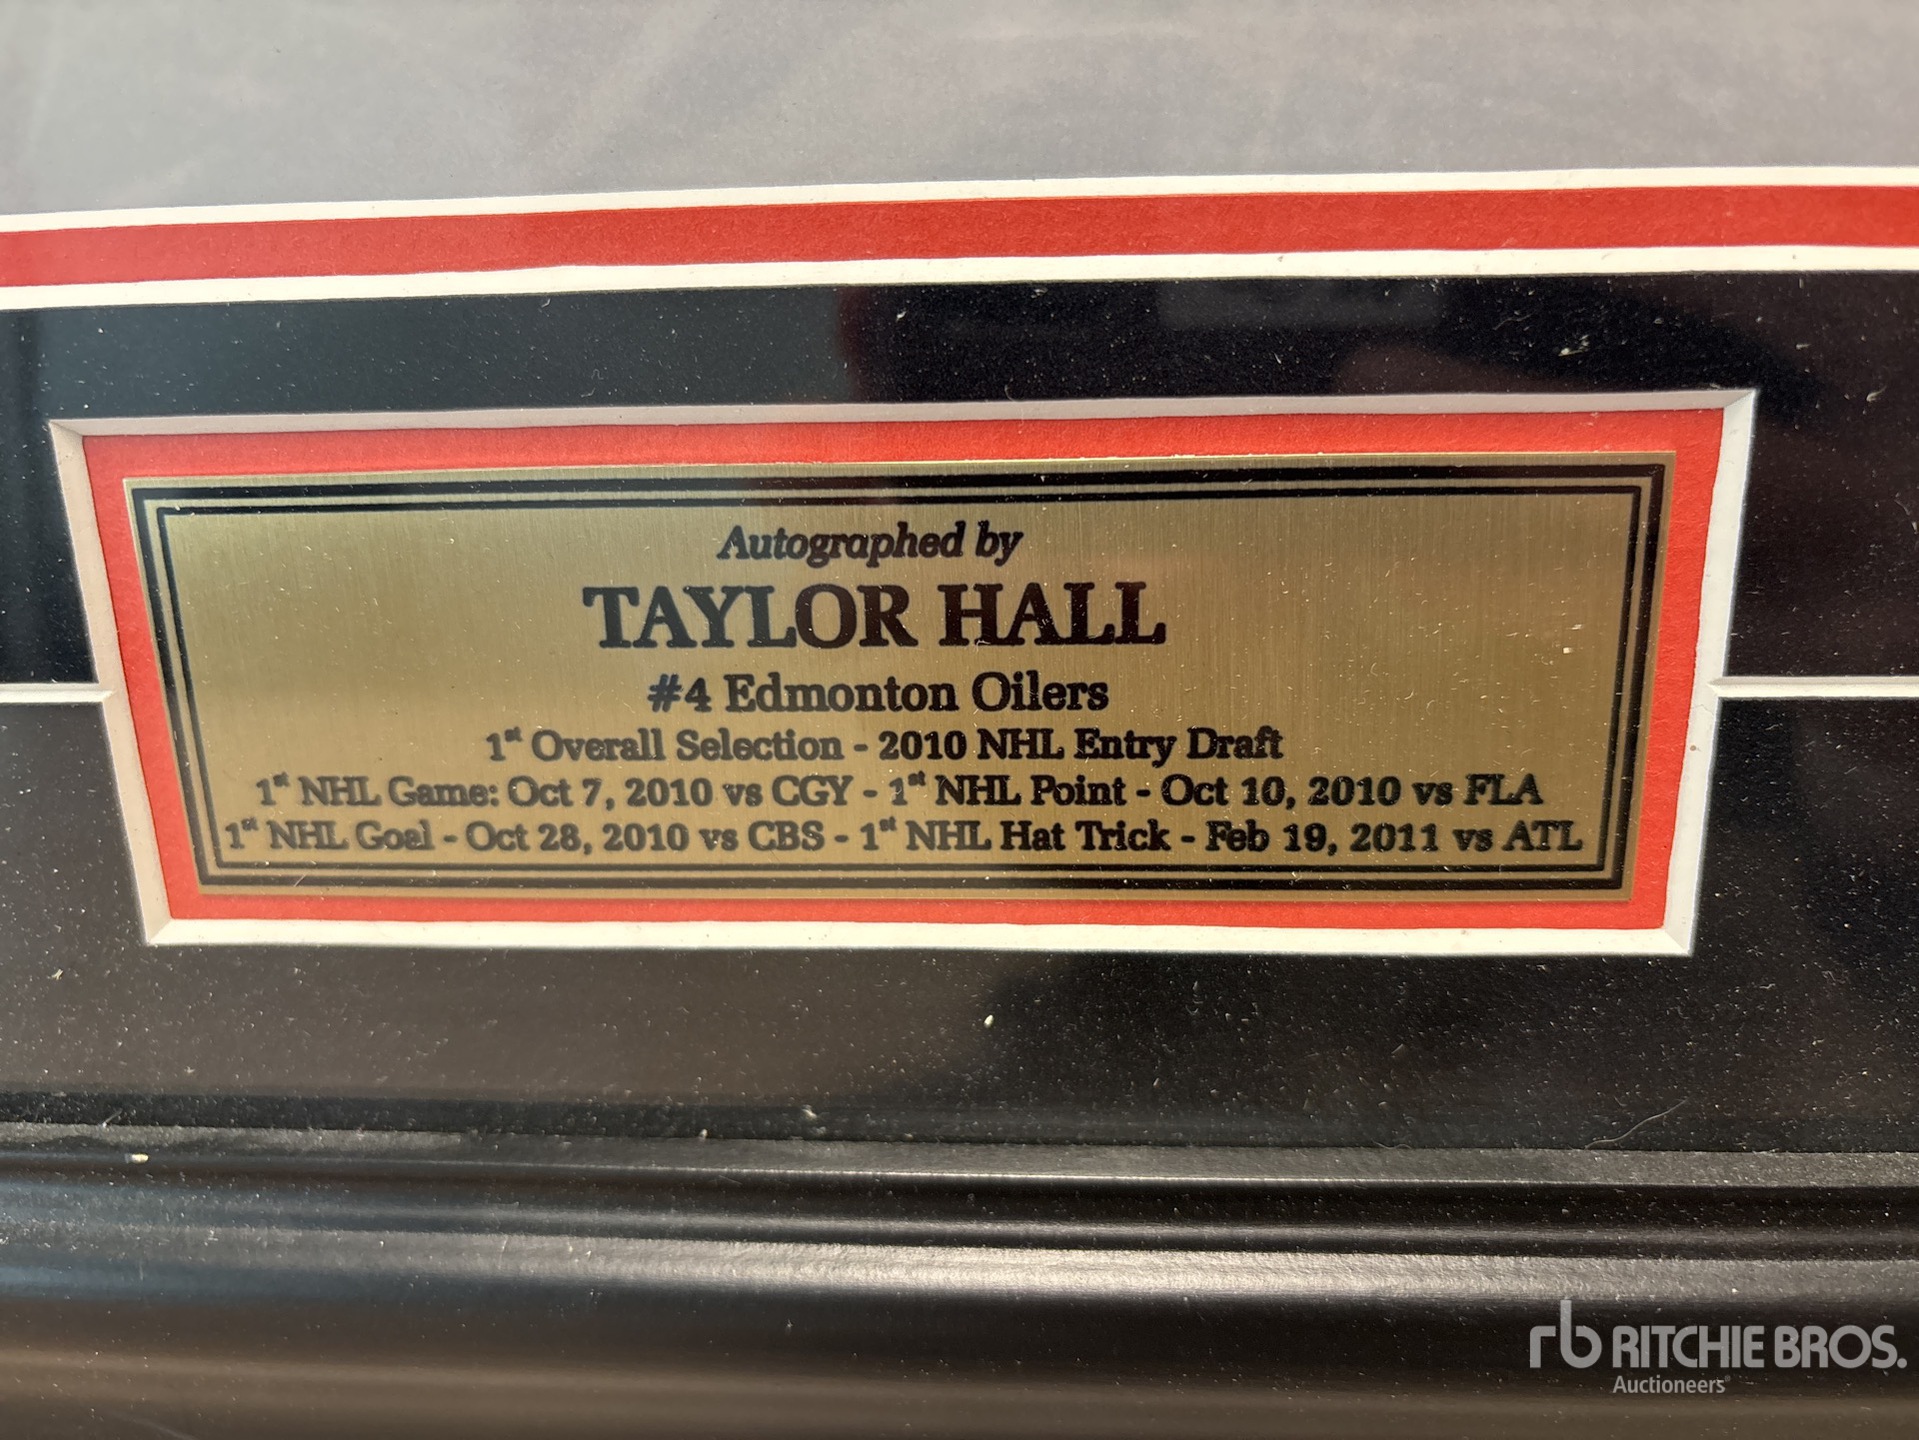 Autographed by
TAYLOR HALL
#4 Edmonton Oilers
1st Overall Selection - 2010 NHL Entry Draft
1st NHL Game: Oct 7, 2010 vs CGY - 1st NHL Point - Oct 10, 2010 vs FLA
1st NHL Goal - Oct 28, 2010 vs CBS - 1st NHL Hat Trick - Feb 19, 2011 vs ATL
rb RITCHIE BROS.
Auctioneers